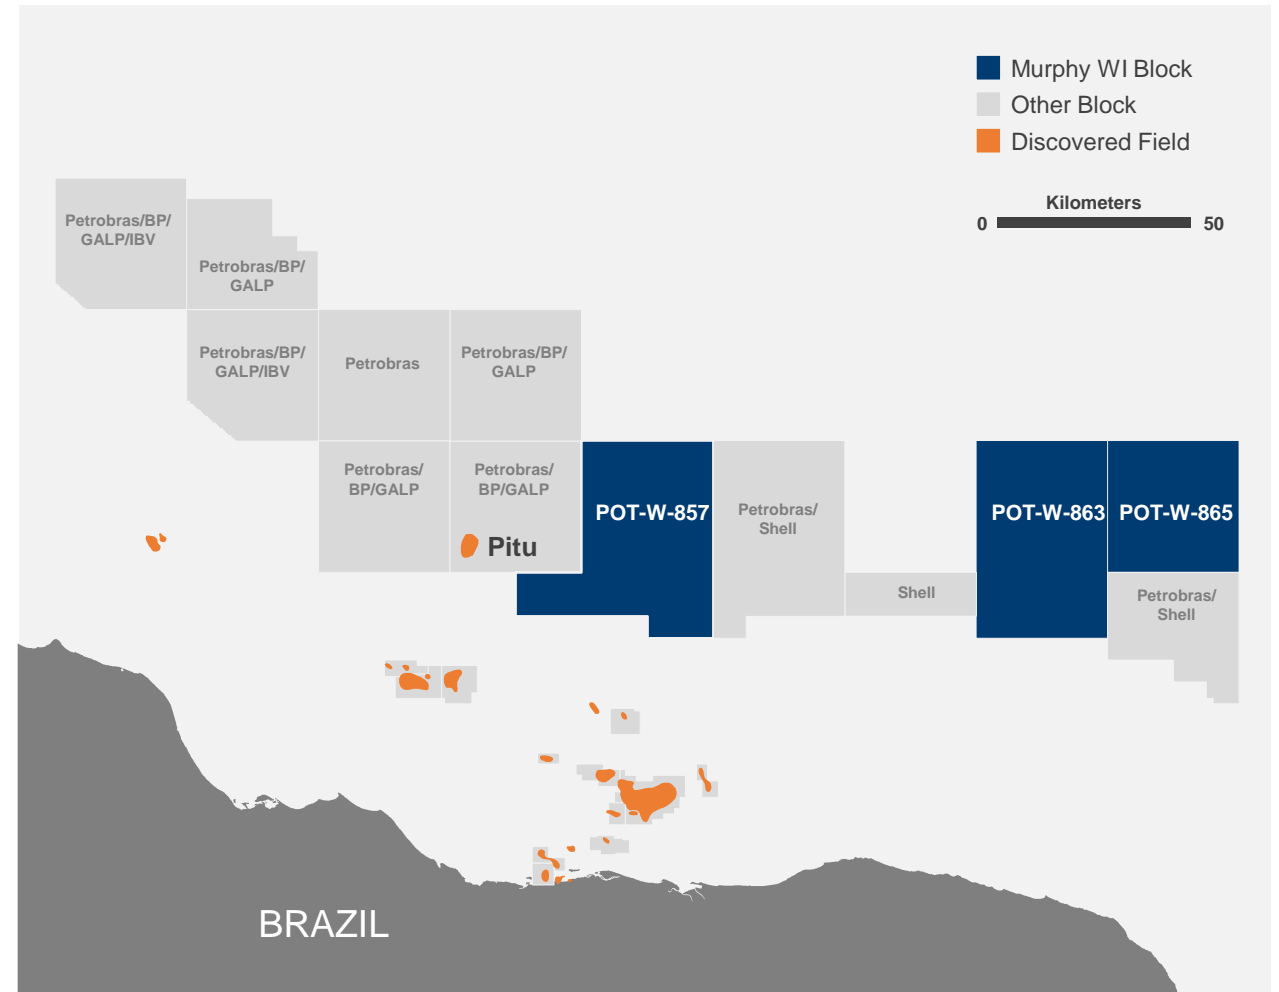 Murphy WI Block
Other Block
Discovered Field
Kilometers
0 50
Petrobras/BP/
GALP/IBV
Petrobras/BP/
GALP
Petrobras/BP/
GALP/IBV
Petrobras
Petrobras/BP/
GALP
Petrobras/
BP/GALP
Petrobras/
BP/GALP
Pitu
POT-W-857
Petrobras/
Shell
Shell
POT-W-863
POT-W-865
Petrobras/
Shell
BRAZIL